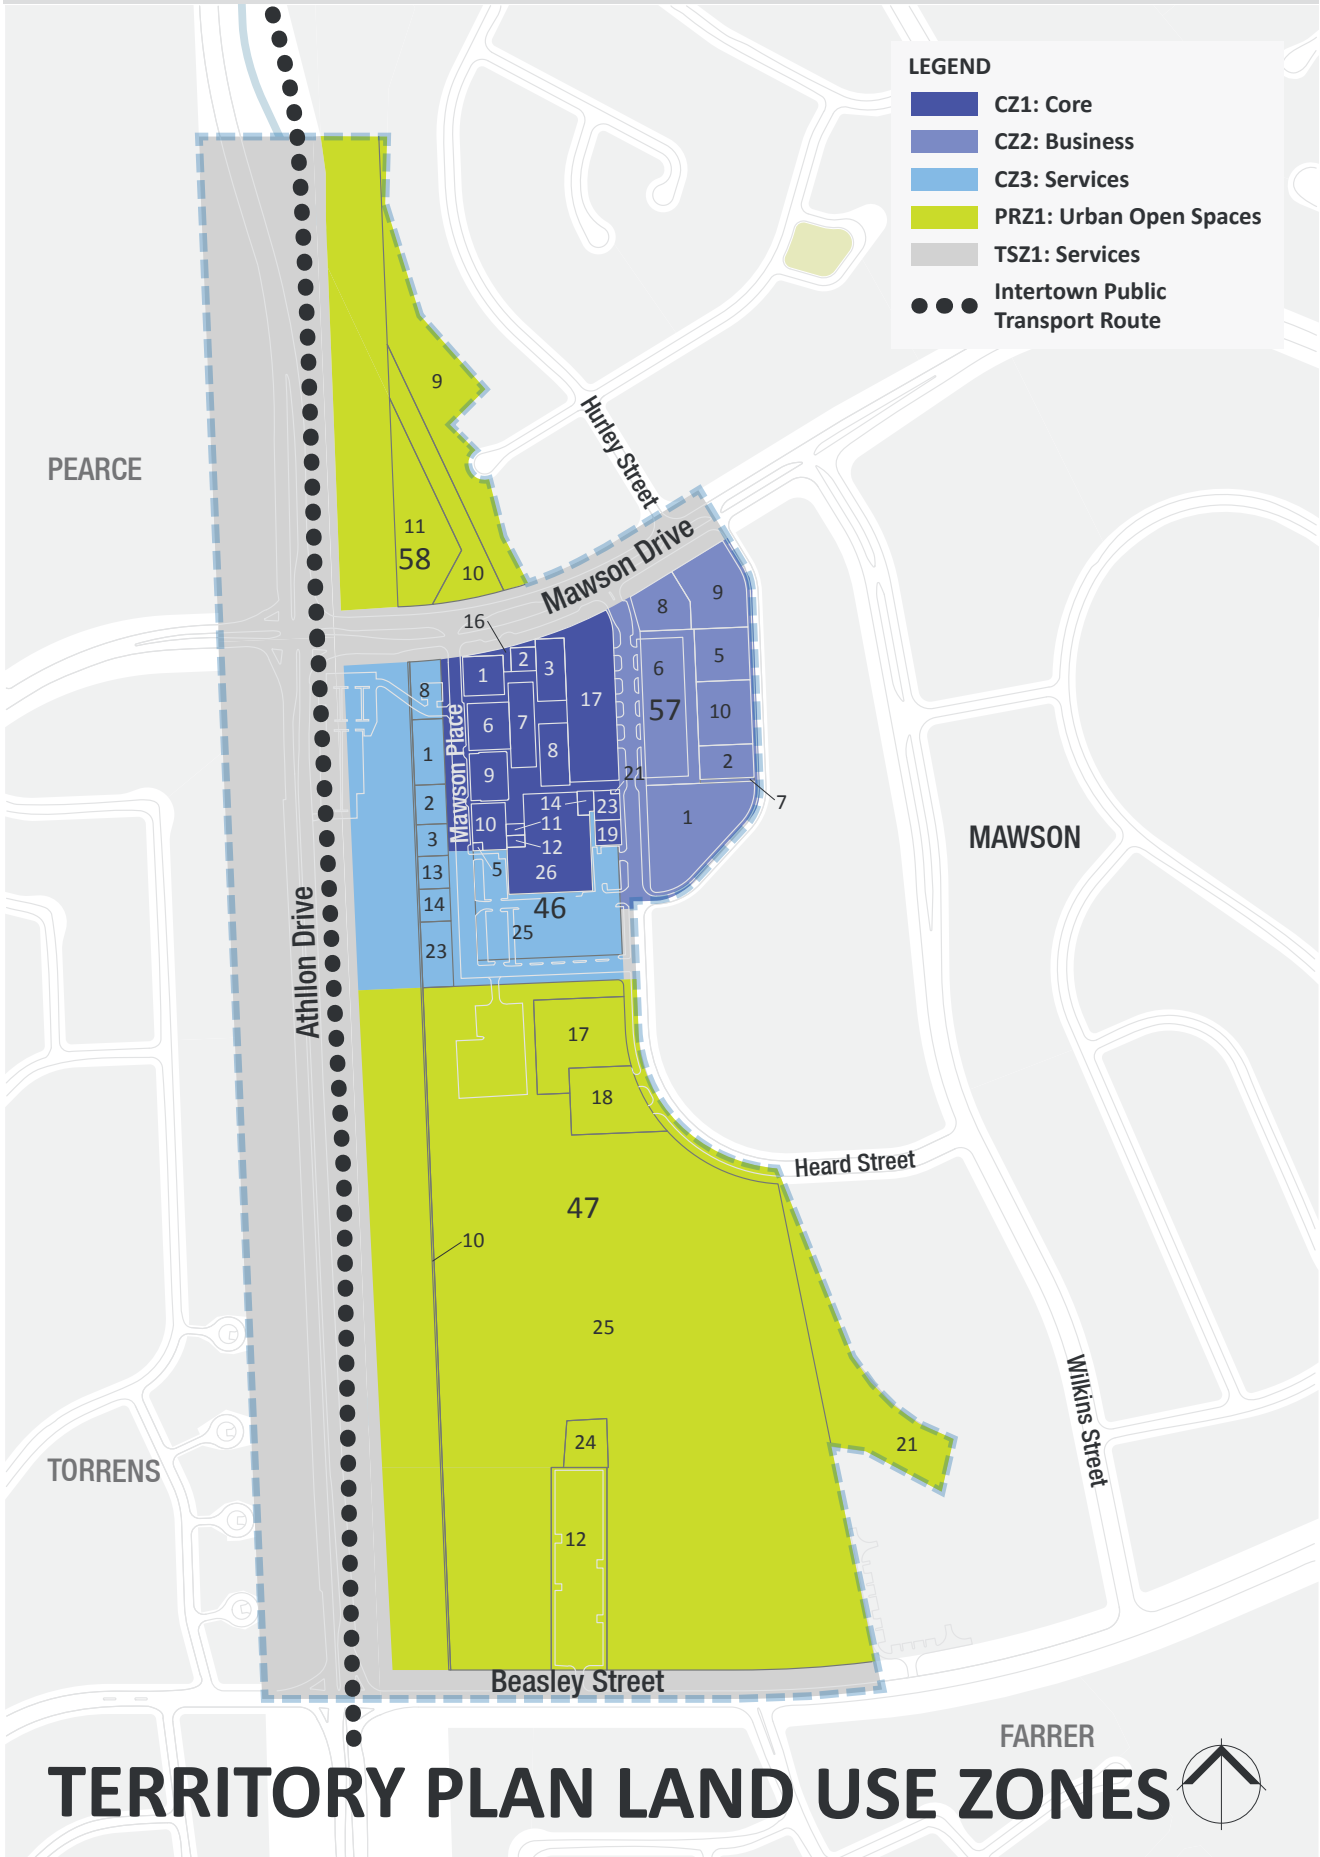 LEGEND
CZ1: Core
CZ2: Business
CZ3: Services
PRZ1: Urban Open Spaces
TSZ1: Services
Intertown Public
Transport Route
9
Hurley Street
PEARCE
11
58
10
Mawson Drive
16
8
9
2
3
1
5
8
6
17
57
10
6
7
8
1
Mawson Place
2
9
21
7
14
23
2
1
10
11
19
3
12
MAWSON
5
13
26
46
14
25
23
Athllon Drive
17
18
Heard Street
47
10
25
Wilkins Street
24
21
TORRENS
12
Beasley Street
FARRER
TERRITORY PLAN LAND USE ZONES